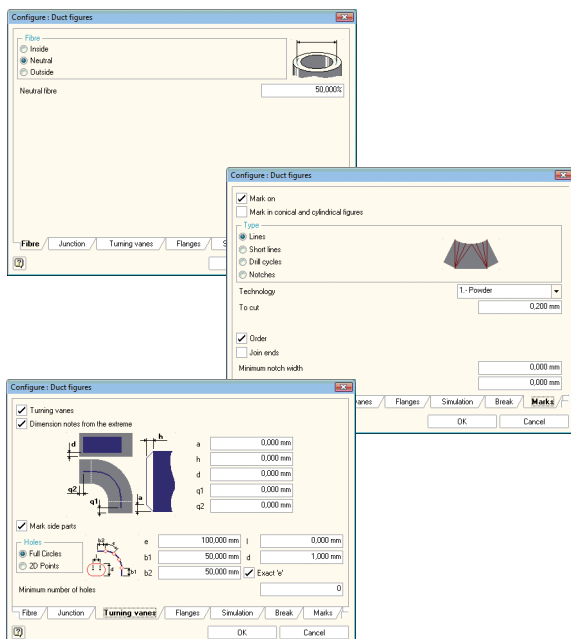 Configure : Duct figures
Fibre
Inside
Neutral
Outside
Neutral fibre
50,000%
Fibre
Junction
Turning vanes
Flanges
Configure : Duct figures
Mark on
Mark in conical and cylindrical figures
Type
Lines
Short lines
Drill cycles
Notches
Technology
1.- Powder
To cut
0,200 mm
Order
Join ends
Minimum notch width
0,000 mm
0,000 mm
Flanges
Simulation
Break
Marks
OK
Cancel
Configure : Duct figures
Turning vanes
Dimension notes from the extreme
d
h
q2
q1
a
a 0,000 mm
h 0,000 mm
d 0,000 mm
q1 0,000 mm
q2 0,000 mm
Mark side parts
Holes
Full Circles
2D Points
b2
e
l
d
b1
e 100,000 mm l 0,000 mm
b1 50,000 mm d 1,000 mm
b2 50,000 mm Exact 'e'
Minimum number of holes
0
Fibre
Junction
Turning vanes
Flanges
Simulation
Break
Marks
OK
Cancel